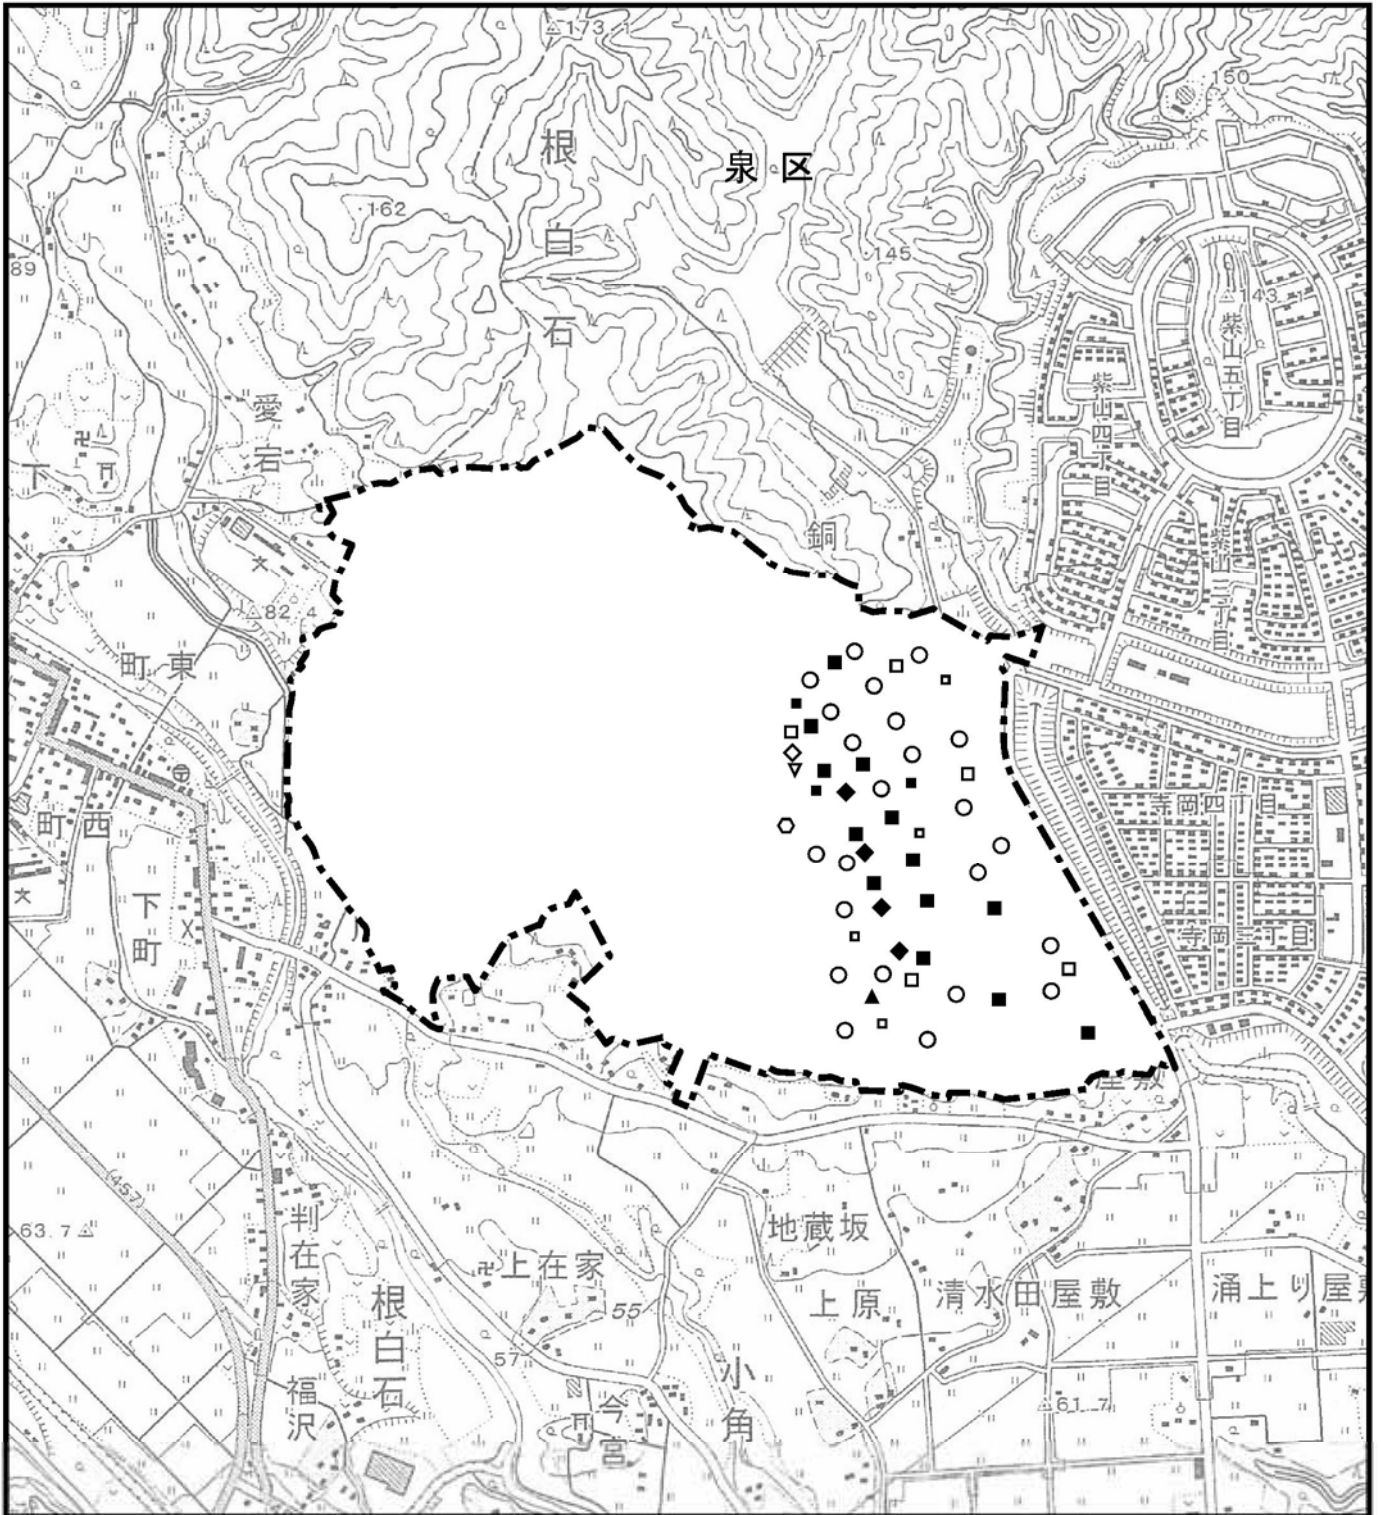 173
150
根白石
泉区
162
145
89
143
紫山五丁目
紫山四丁目
愛宕
下
銅
紫山三丁目
82.4
町東
町西
下町
寺岡四丁目
寺岡三丁目
屋敷
(457)
63.7
判在家
根白石
福沢
上在家
55
57
今宮
小角
地蔵坂
上原
清水田屋敷
涌上り屋敷
61.7